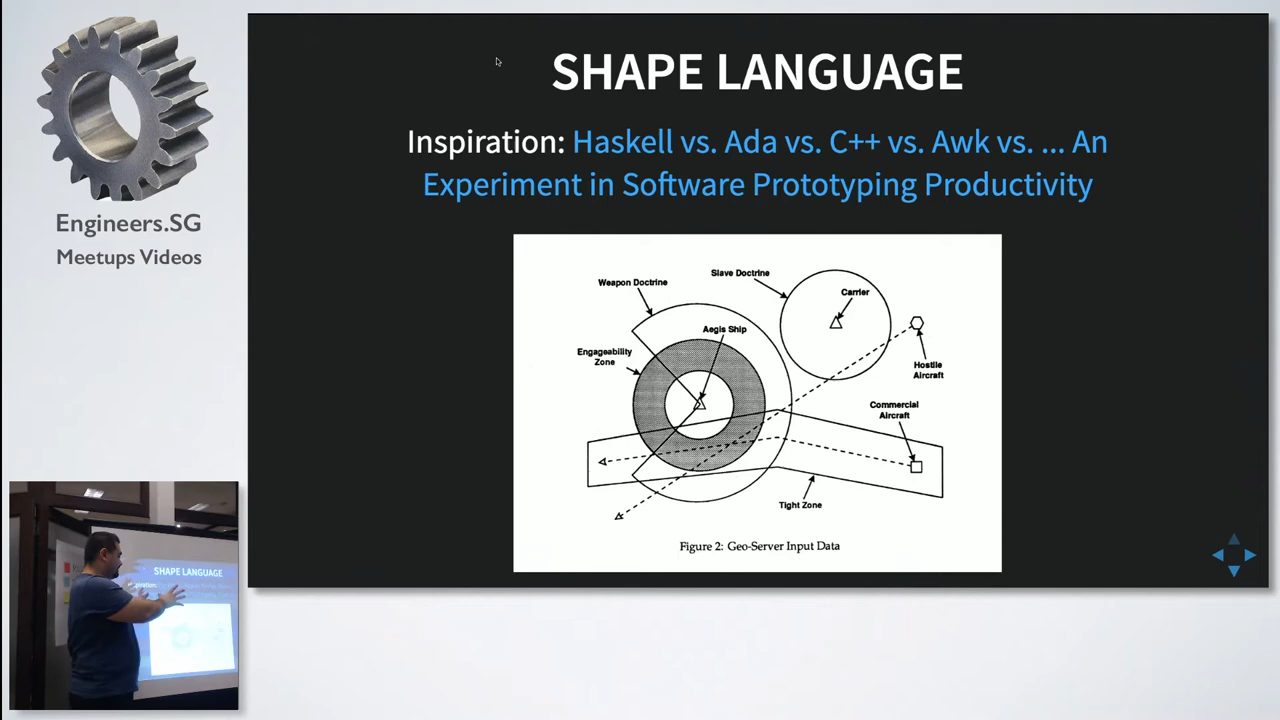 Engineers.SG
Meetups Videos
SHAPE LANGUAGE
Inspiration: Haskell vs. Ada vs. C++ vs. Awk vs. ... An
Experiment in Software Prototyping Productivity
Weapon Doctrine
Slave Doctrine
Carrier
Aegis Ship
Engageability
Zone
Hostile
Aircraft
Commercial
Aircraft
Tight Zone
Figure 2: Geo-Server Input Data
SHAPE LANGUAGE